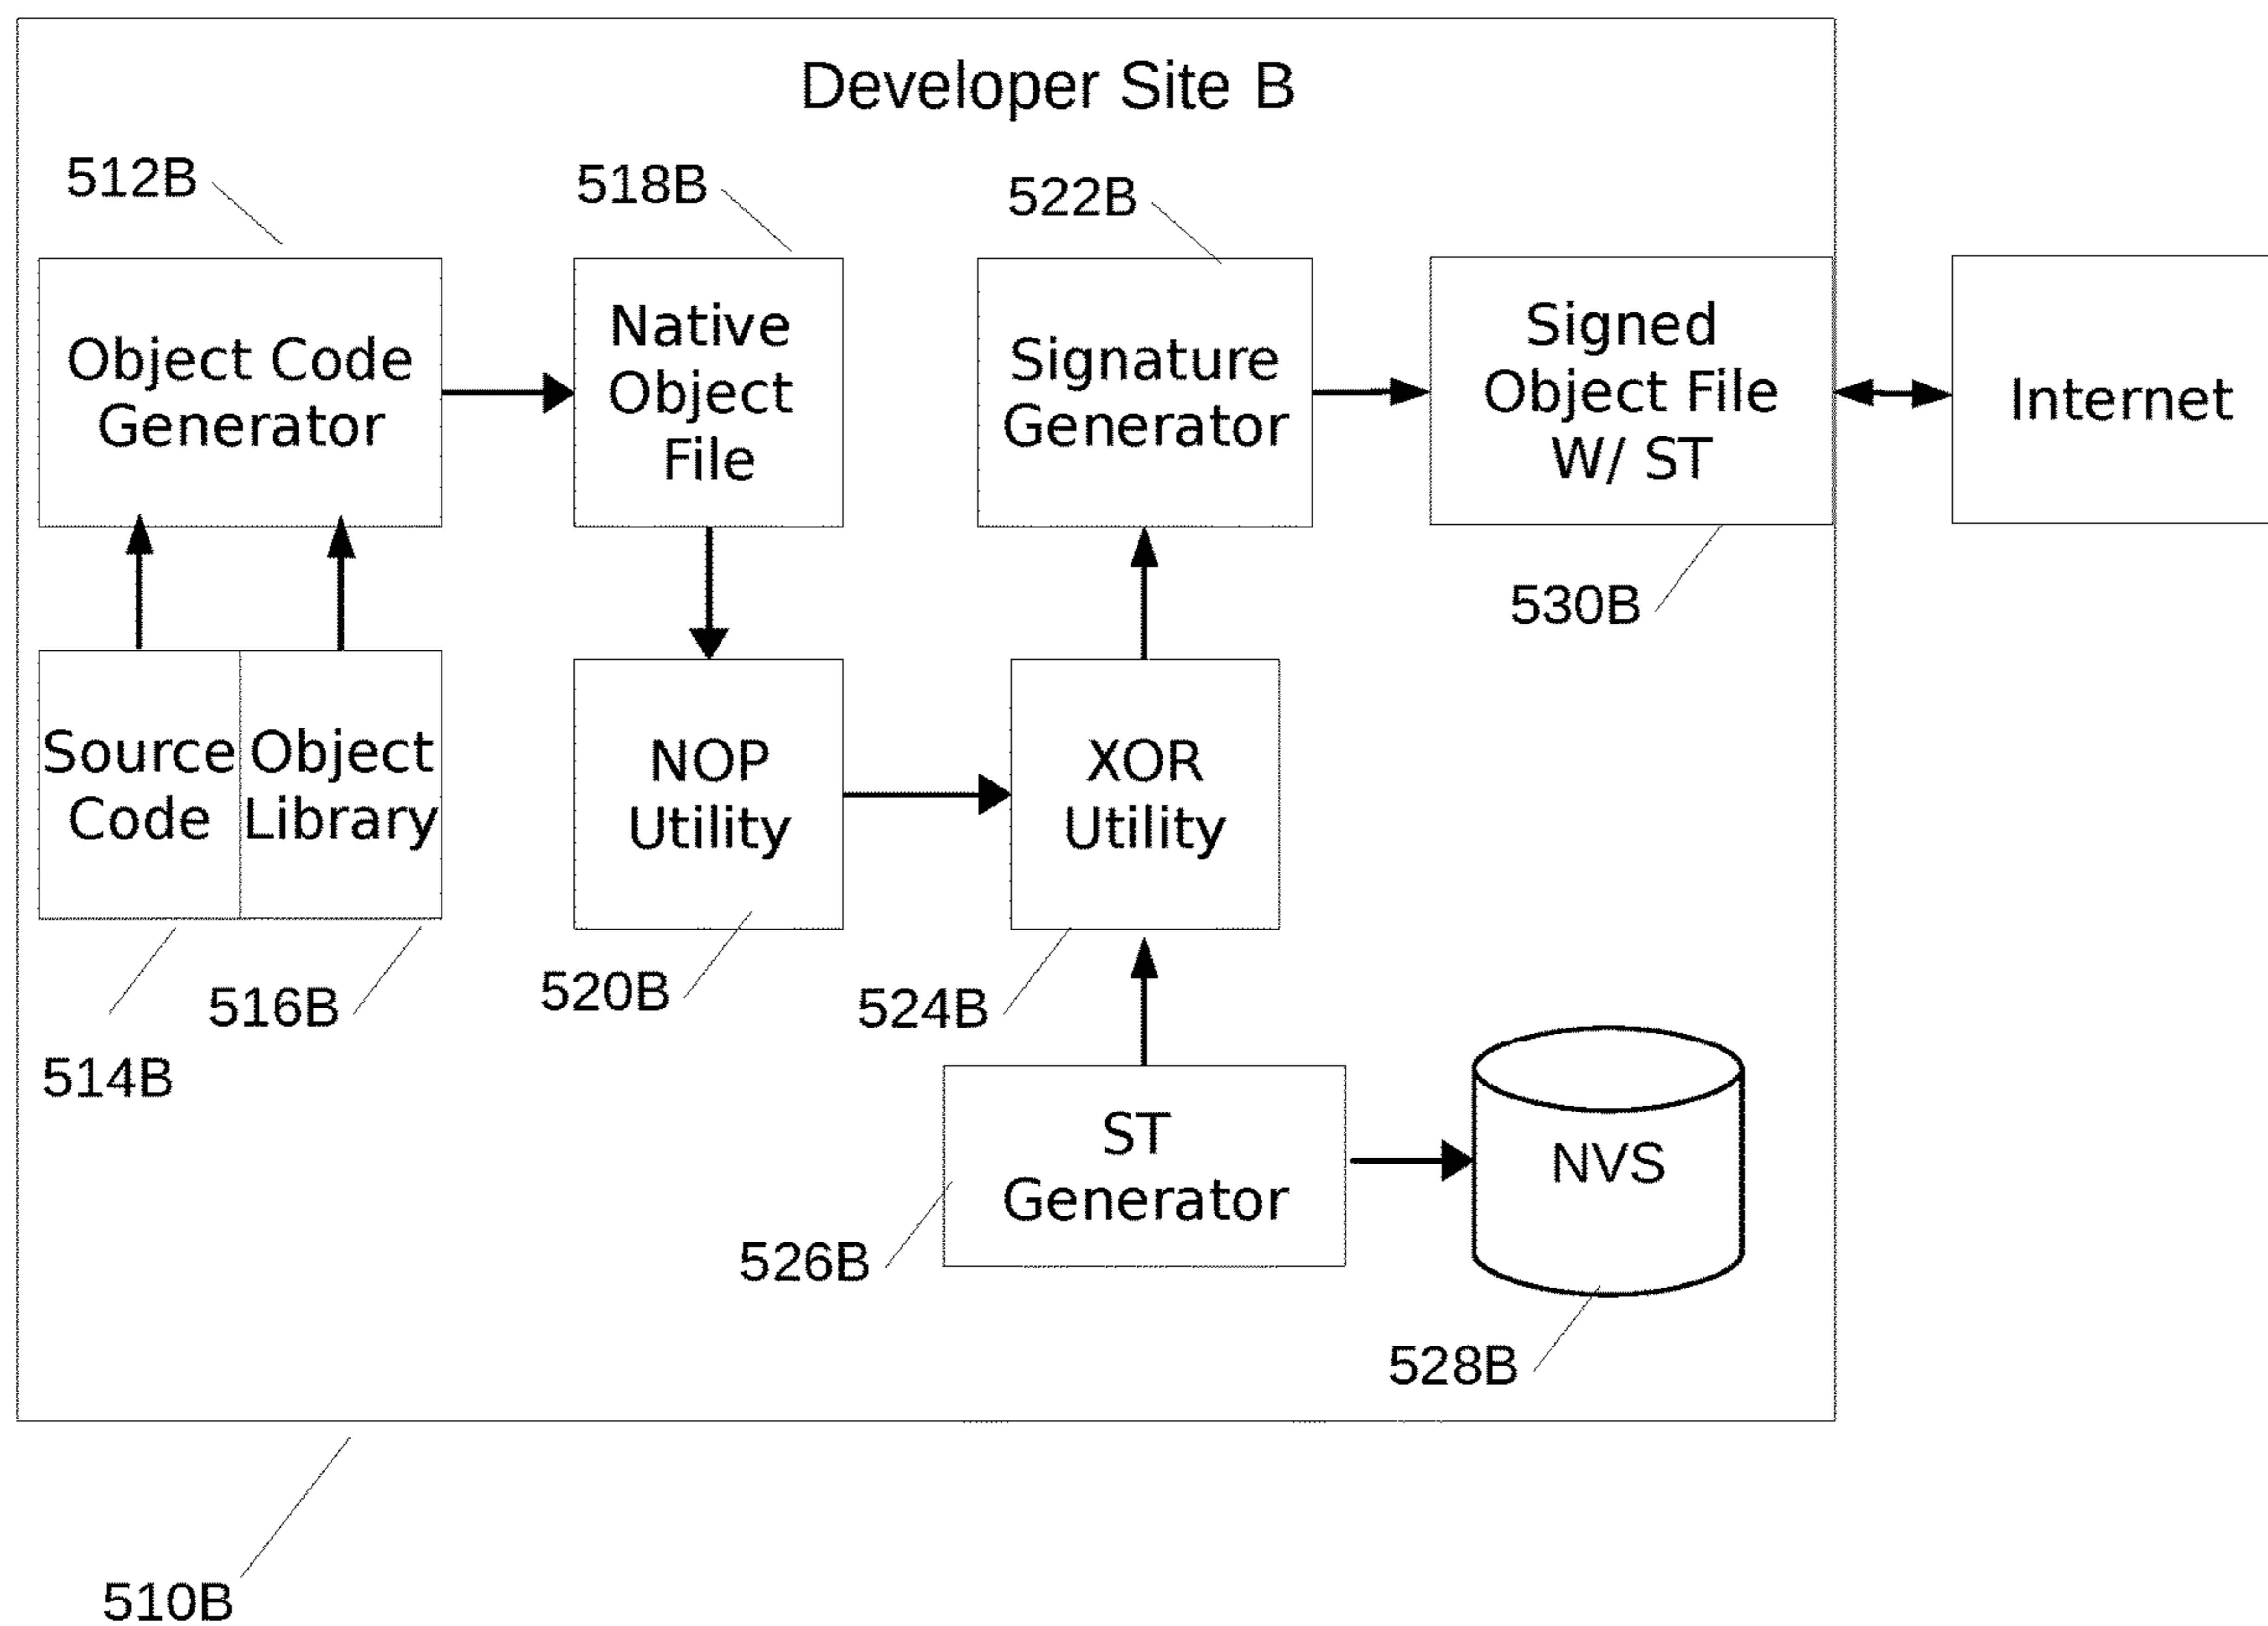 Developer Site B
512B
518B
522B
Object Code
Generator
Native
Object
File
Signature
Generator
Signed
Object File
W/ ST
Internet
530B
Source
Code
Object
Library
NOP
Utility
XOR
Utility
514B
516B
520B
524B
ST
Generator
NVS
526B
528B
510B